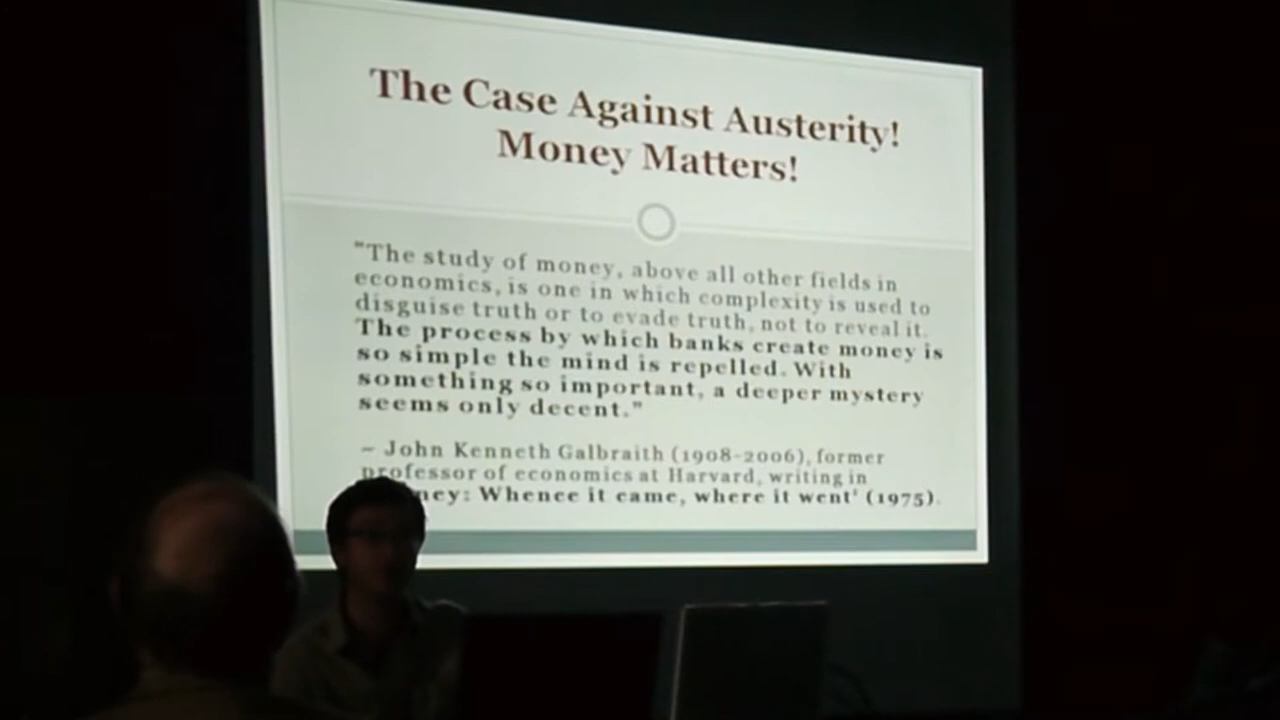 The Case Against Austerity!
Money Matters!
"The study of money, above all other fields in
economics, is one in which complexity is used to
disguise truth or to evade truth, not to reveal it.
The process by which banks create money is
so simple the mind is repelled. With
something so important, a deeper mystery
seems only decent."
– John Kenneth Galbraith (1908-2006), former
professor of economics at Harvard, writing in
ney: Whence it came, where it went' (1975).